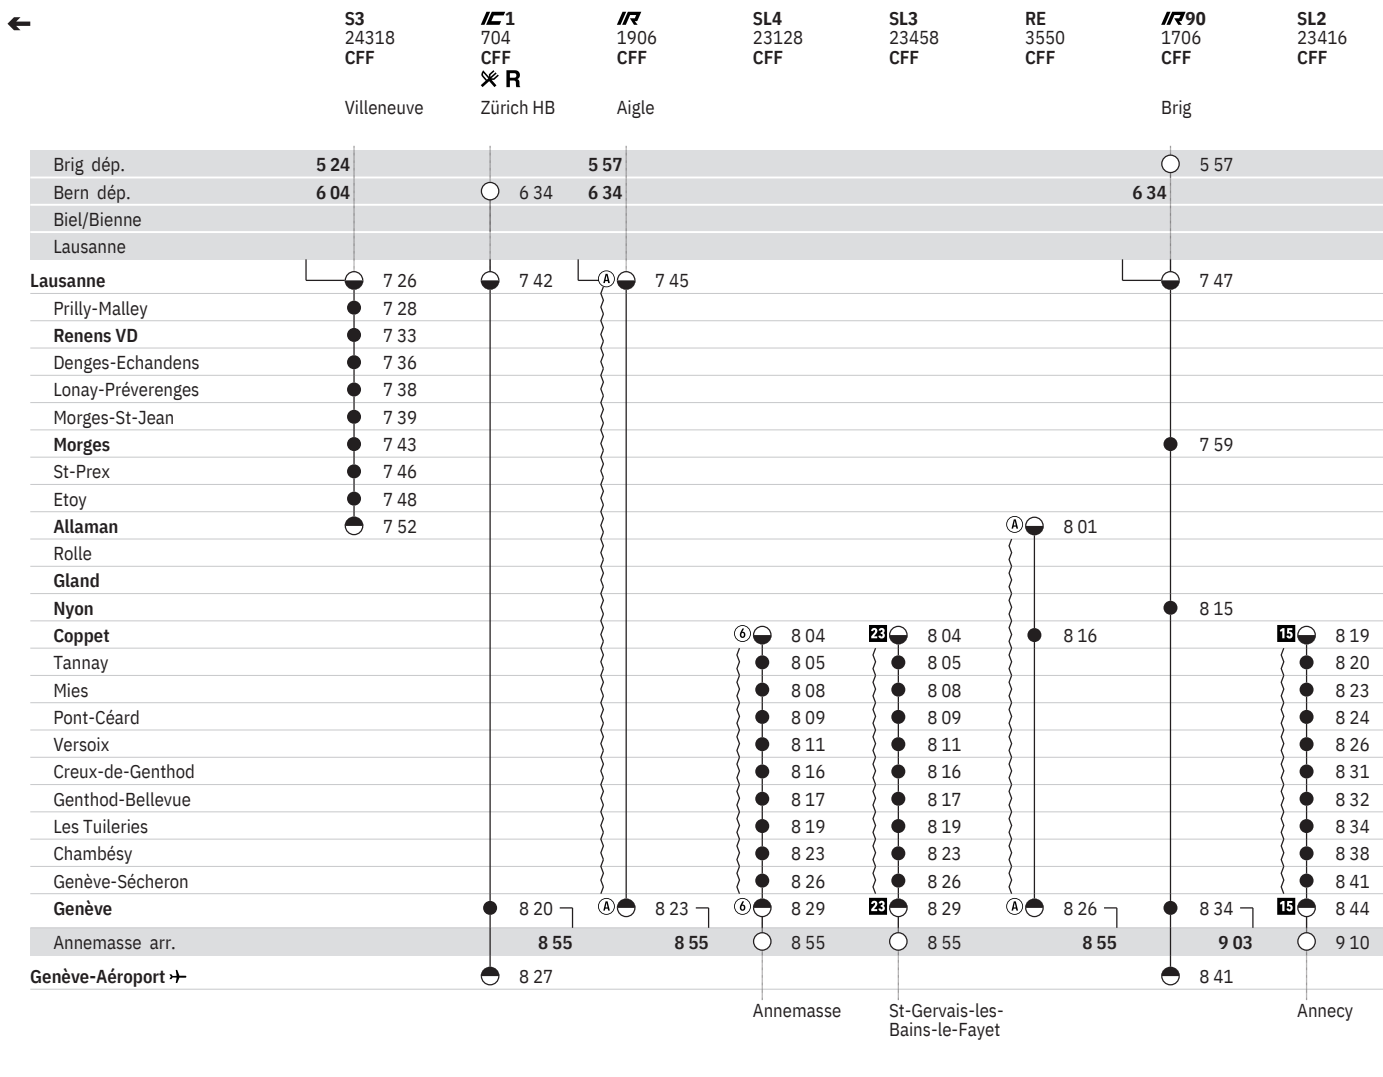 S3 IC1 IR SL4 SL3 RE IR90 SL2
24318 704 1906 23128 23458 3550 1706 23416
CFF CFF CFF CFF CFF CFF CFF CFF
R
Villeneuve Zürich HB Aigle Brig
Brig dép. 5 24 5 57 5 57
Bern dép. 6 04 6 34 6 34 6 34
Biel/Bienne
Lausanne
Lausanne 7 26 7 42 A 7 45 7 47
Prilly-Malley 7 28
Renens VD 7 33
Denges-Echandens 7 36
Lonay-Préverenges 7 38
Morges-St-Jean 7 39
Morges 7 43 7 59
St-Prex 7 46
Etoy 7 48
Allaman 7 52 A 8 01
Rolle
Gland
Nyon 8 15
Coppet 6 8 04 23 8 04 8 16 15 8 19
Tannay 8 05 8 05 8 20
Mies 8 08 8 08 8 23
Pont-Céard 8 09 8 09 8 24
Versoix 8 11 8 11 8 26
Creux-de-Genthod 8 16 8 16 8 31
Genthod-Bellevue 8 17 8 17 8 32
Les Tuileries 8 19 8 19 8 34
Chambésy 8 23 8 23 8 38
Genève-Sécheron 8 26 8 26 8 41
Genève 8 20 A 8 23 6 8 29 23 8 29 A 8 26 8 34 15 8 44
Annemasse arr. 8 55 8 55 8 55 8 55 8 55 9 03 9 10
Genève-Aéroport 8 27 8 41
Annemasse St-Gervais-les- Annecy
Bains-le-Fayet